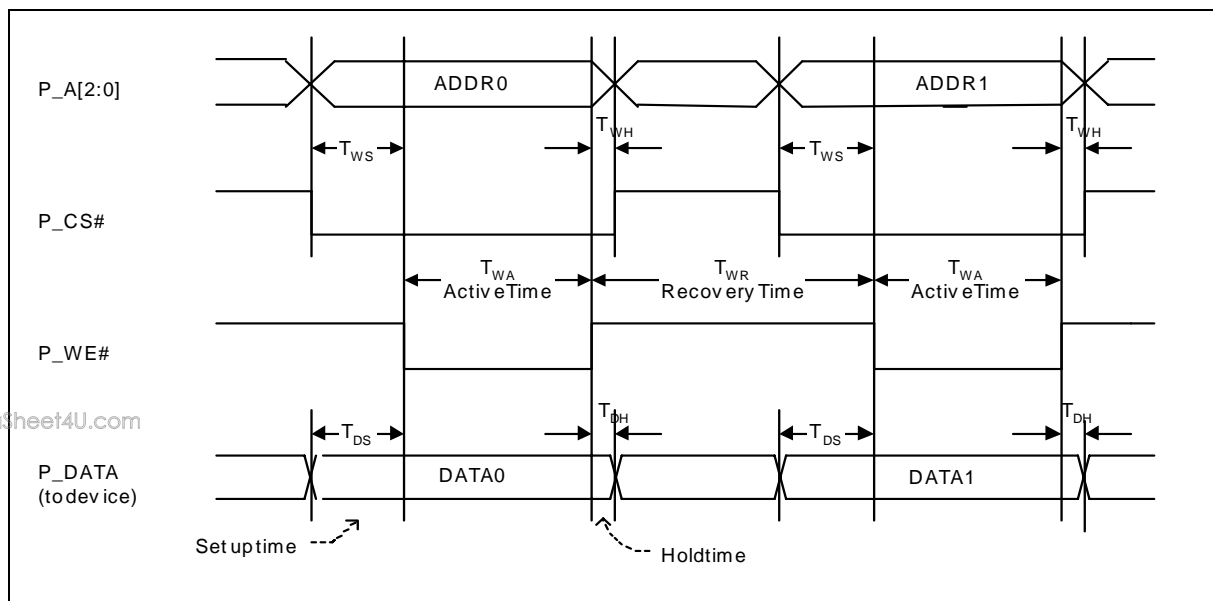 P_A[2:0]
ADDR0
ADDR1
TWH
TWH
TWS
TWS
P_CS#
TWA
TWR
TWA
ActiveTime
RecoveryTime
ActiveTime
P_WE#
TDH
TDH
Sheet4U.com
TDS
TDS
P_DATA
(todevice)
DATA0
DATA1
Setuptime
Holdtime